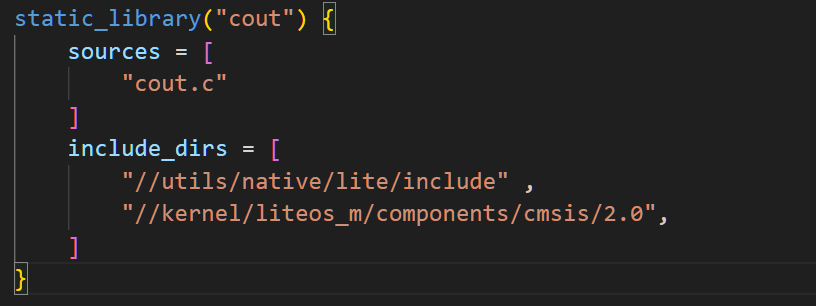 static_library("cout") {
    sources = [
        "cout.c"
    ]
    include_dirs = [
        "//utils/native/lite/include" ,
        "//kernel/liteos_m/components/cmsis/2.0",
    ]
}